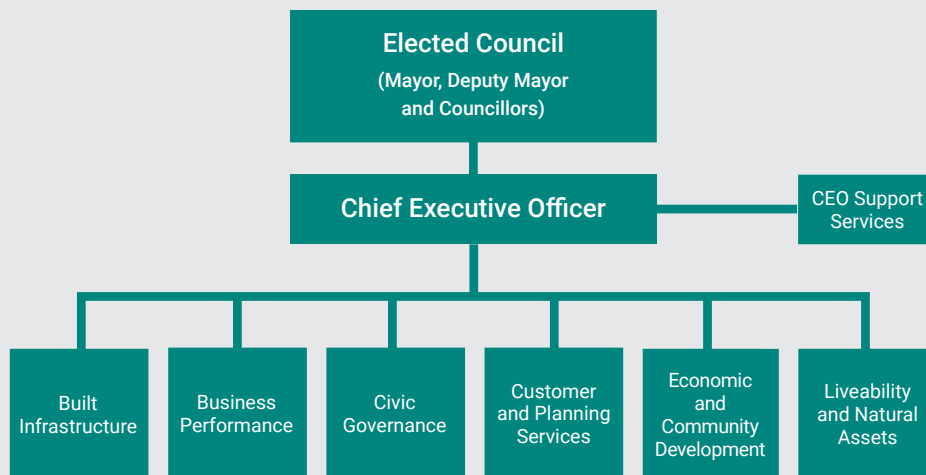 Elected Council
(Mayor, Deputy Mayor
and Councillors)
Chief Executive Officer
CEO Support
Services
Built
Infrastructure
Business
Performance
Civic
Governance
Customer
and Planning
Services
Economic
and
Community
Development
Liveability
and Natural
Assets